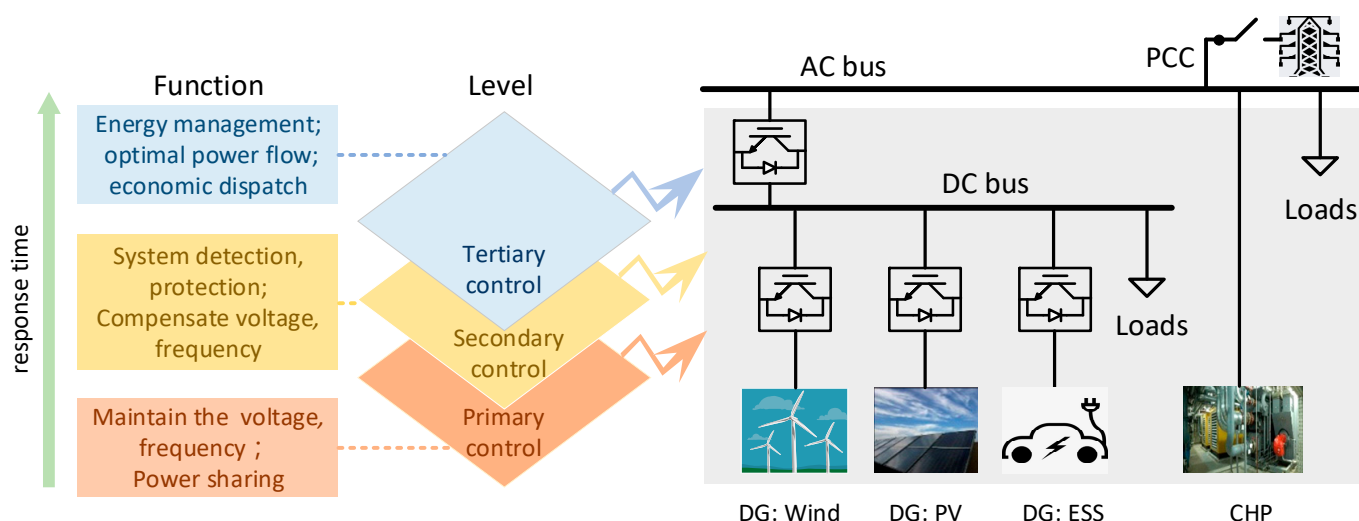 Function
Level
response time
Energy management;
optimal power flow;
economic dispatch
System detection,
protection;
Compensate voltage,
frequency
Maintain the voltage,
frequency；
Power sharing
Tertiary
control
Secondary
control
Primary
control
PCC
AC bus
Loads
DC bus
Loads
DG: Wind
DG: PV
DG: ESS
CHP